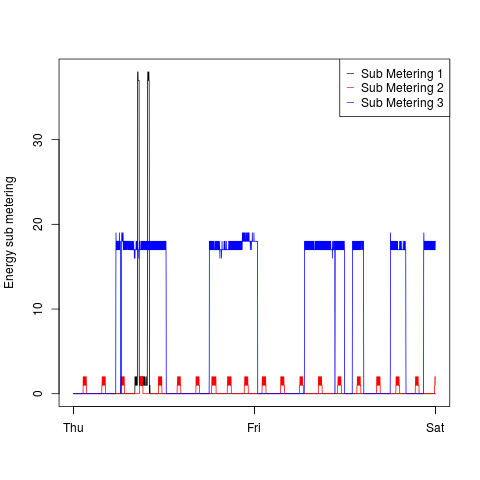 Sub Metering 1
Sub Metering 2
Sub Metering 3
Energy sub metering
30
20
10
0
Thu
Fri
Sat